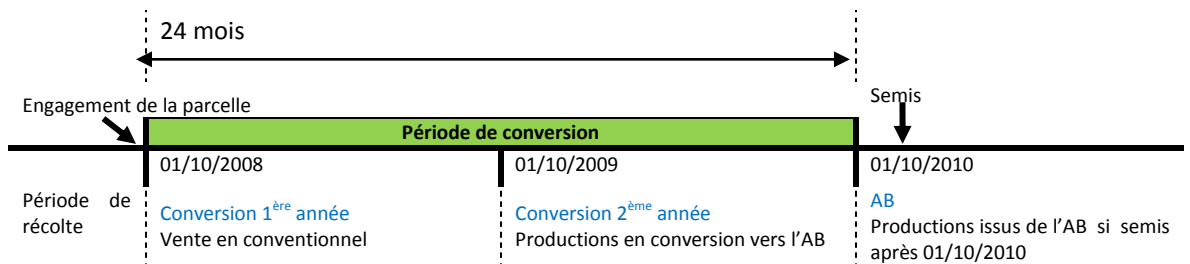 24 mois
Engagement de la parcelle
Semis
Période de conversion
01/10/2008
01/10/2009
01/10/2010
Période de
récolte
Conversion 1ère année
Vente en conventionnel
Conversion 2ème année
Productions en conversion vers l'AB
AB
Productions issus de l'AB si semis
après 01/10/2010